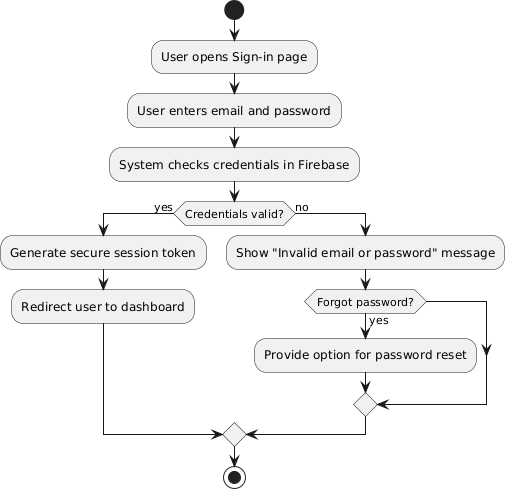 User opens Sign-in page
User enters email and password
System checks credentials in Firebase
yes
Credentials valid?
no
Generate secure session token
Show "Invalid email or password" message
Redirect user to dashboard
Forgot password?
yes
Provide option for password reset